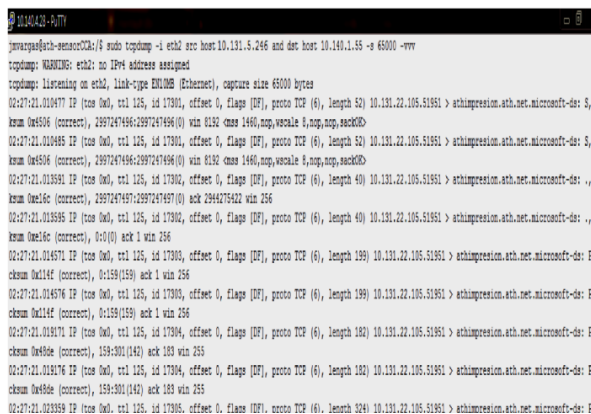 10.140.4.28 - PuTTY
jmvargas@ath-sensorCCA:/$ sudo tcpdump -i eth2 src host 10.131.5.246 and dst host 10.140.1.55 -s 65000 -vvv
tcpdump: WARNING: eth2: no IPv4 address assigned
tcpdump: listening on eth2, link-type EN10MB (Ethernet), capture size 65000 bytes
02:27:21.010477 IP (tos 0x0, ttl 125, id 17301, offset 0, flags [DF], proto TCP (6), length 52) 10.131.22.105.51951 > athimpresion.ath.net.microsoft-ds: S,
ksum 0x4506 (correct), 2997247496:2997247496(0) win 8192 <mss 1460,nop,wscale 8,nop,nop,sackOK>
02:27:21.010485 IP (tos 0x0, ttl 125, id 17301, offset 0, flags [DF], proto TCP (6), length 52) 10.131.22.105.51951 > athimpresion.ath.net.microsoft-ds: S,
ksum 0x4506 (correct), 2997247496:2997247496(0) win 8192 <mss 1460,nop,wscale 8,nop,nop,sackOK>
02:27:21.013591 IP (tos 0x0, ttl 125, id 17302, offset 0, flags [DF], proto TCP (6), length 40) 10.131.22.105.51951 > athimpresion.ath.net.microsoft-ds: .,
ksum 0xe16c (correct), 2997247497:2997247497(0) ack 2944275422 win 256
02:27:21.013595 IP (tos 0x0, ttl 125, id 17302, offset 0, flags [DF], proto TCP (6), length 40) 10.131.22.105.51951 > athimpresion.ath.net.microsoft-ds: .,
ksum 0xe16c (correct), 0:0(0) ack 1 win 256
02:27:21.014571 IP (tos 0x0, ttl 125, id 17303, offset 0, flags [DF], proto TCP (6), length 199) 10.131.22.105.51951 > athimpresion.ath.net.microsoft-ds: P
cksum 0x114f (correct), 0:159(159) ack 1 win 256
02:27:21.014576 IP (tos 0x0, ttl 125, id 17303, offset 0, flags [DF], proto TCP (6), length 199) 10.131.22.105.51951 > athimpresion.ath.net.microsoft-ds: P
cksum 0x114f (correct), 0:159(159) ack 1 win 256
02:27:21.019171 IP (tos 0x0, ttl 125, id 17304, offset 0, flags [DF], proto TCP (6), length 182) 10.131.22.105.51951 > athimpresion.ath.net.microsoft-ds: P
cksum 0x48de (correct), 159:301(142) ack 183 win 255
02:27:21.019176 IP (tos 0x0, ttl 125, id 17304, offset 0, flags [DF], proto TCP (6), length 182) 10.131.22.105.51951 > athimpresion.ath.net.microsoft-ds: P
cksum 0x48de (correct), 159:301(142) ack 183 win 255
02:27:21.023359 IP (tos 0x0, ttl 125, id 17305, offset 0, flags [DF], proto TCP (6), length 324) 10.131.22.105.51951 > athimpresion.ath.net.microsoft-ds: P